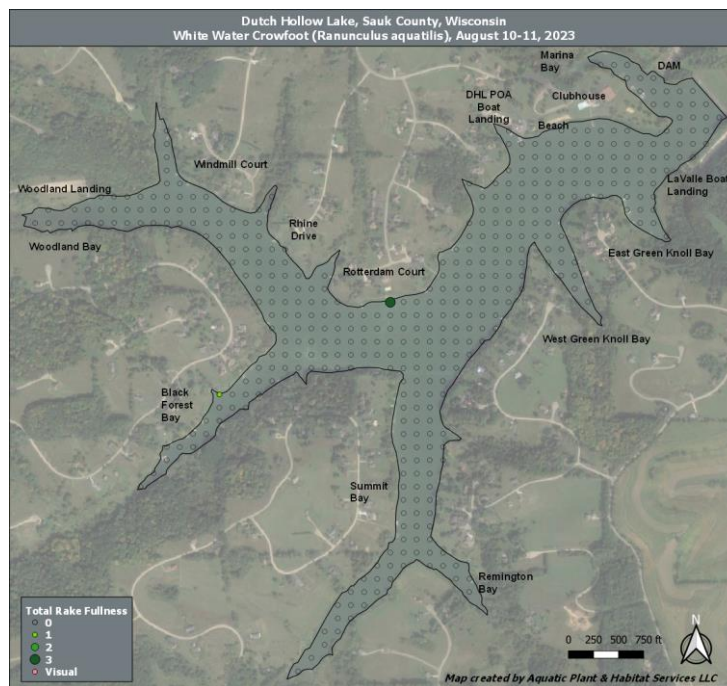 Dutch Hollow Lake, Sauk County, Wisconsin
White Water Crowfoot (Ranunculus aquatilis), August 10-11, 2023
Marina
Bay
DAM
DHL POA
Boat
Landing
Clubhouse
Beach
Windmill Court
Woodland Landing
LaValle Boat
Landing
Rhine
Drive
Woodland Bay
East Green Knoll Bay
Rotterdam Court
West Green Knoll Bay
Black
Forest
Bay
Summit
Bay
Remington
Bay
Total Rake Fullness
0
1
2
3
Visual
N
0 250 500 750 ft
Map created by Aquatic Plant & Habitat Services LLC